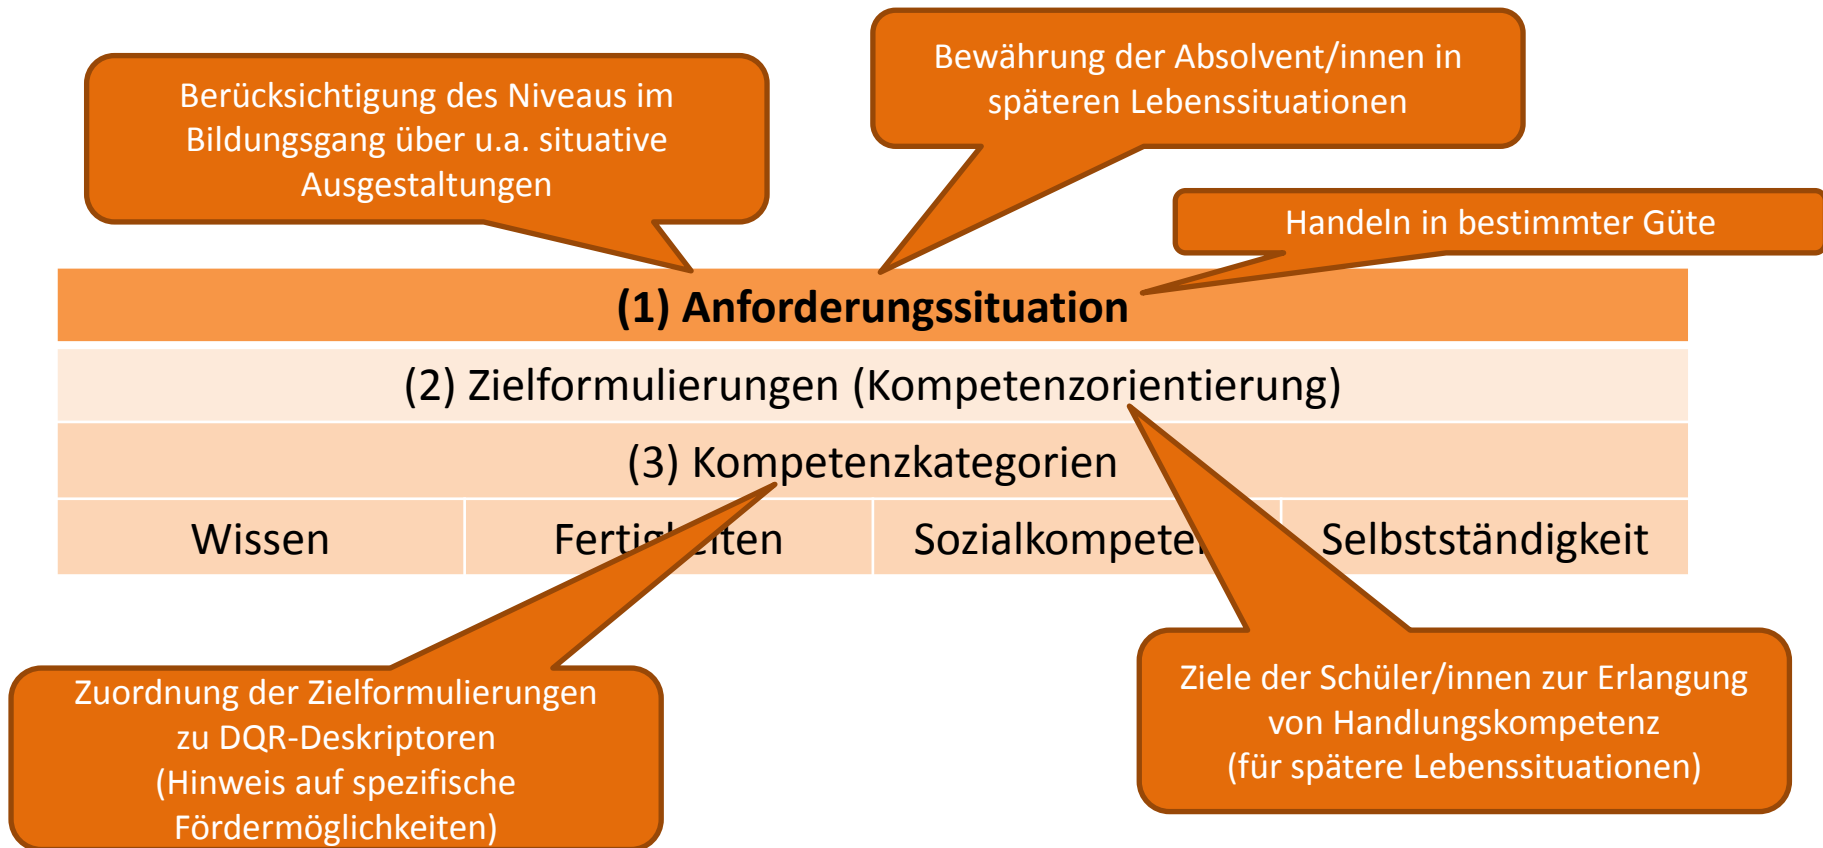 Bewährung der Absolvent/innen in
späteren Lebenssituationen
Berücksichtigung des Niveaus im
Bildungsgang über u.a. situative
Ausgestaltungen
Handeln in bestimmter Güte
(1) Anforderungssituation
(2) Zielformulierungen (Kompetenzorientierung)
(3) Kompetenzkategorien
Wissen
Fertigkeiten
Sozialkompetenz
Selbstständigkeit
Zuordnung der Zielformulierungen
zu DQR-Deskriptoren
(Hinweis auf spezifische
Fördermöglichkeiten)
Ziele der Schüler/innen zur Erlangung
von Handlungskompetenz
(für spätere Lebenssituationen)